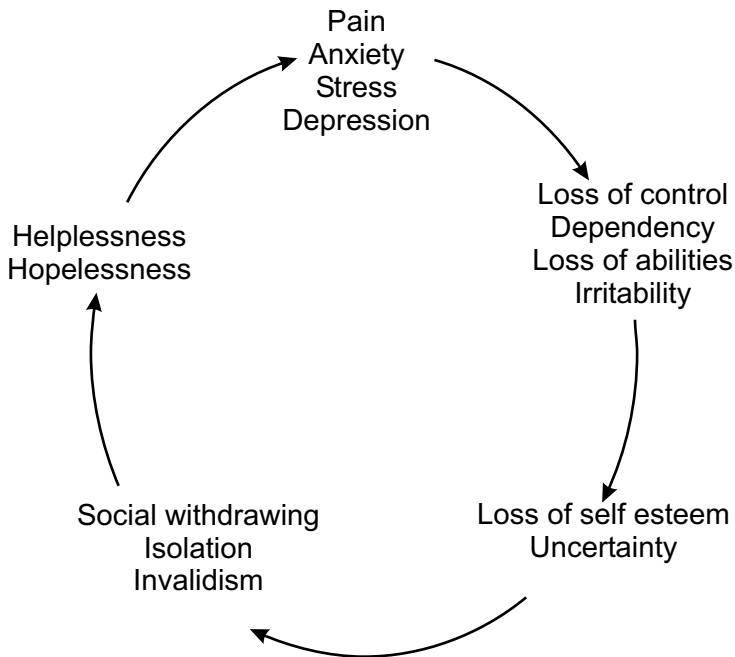 Pain
Anxiety
Stress
Depression
Loss of control
Dependency
Loss of abilities
Irritability
Loss of self esteem
Uncertainty
Social withdrawing
Isolation
Invalidism
Helplessness
Hopelessness